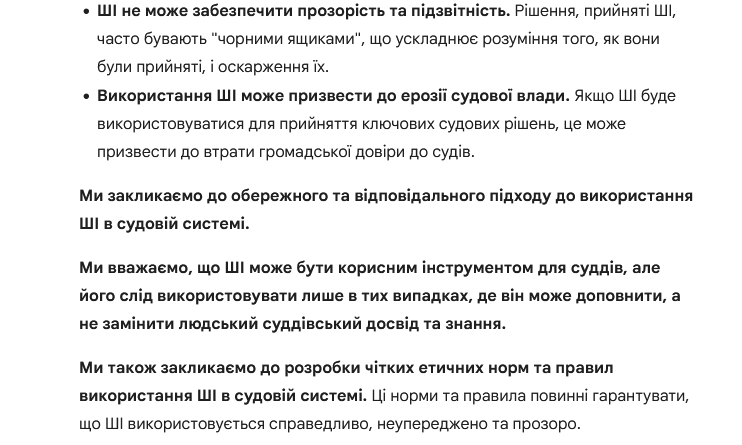 • ШІ не може забезпечити прозорість та підзвітність. Рішення, прийняті ШІ,
часто бувають "чорними ящиками", що ускладнює розуміння того, як вони
були прийняті, і оскарження їх.
• Використання ШІ може призвести до ерозії судової влади. Якщо ШІ буде
використовуватися для прийняття ключових судових рішень, це може
призвести до втрати громадської довіри до судів.
Ми закликаємо до обережного та відповідального підходу до використання
ШІ в судовій системі.
Ми вважаємо, що ШІ може бути корисним інструментом для суддів, але
його слід використовувати лише в тих випадках, де він може доповнити, а
не замінити людський суддівський досвід та знання.
Ми також закликаємо до розробки чітких етичних норм та правил
використання ШІ в судовій системі. Ці норми та правила повинні гарантувати,
що ШІ використовується справедливо, неупереджено та прозоро.